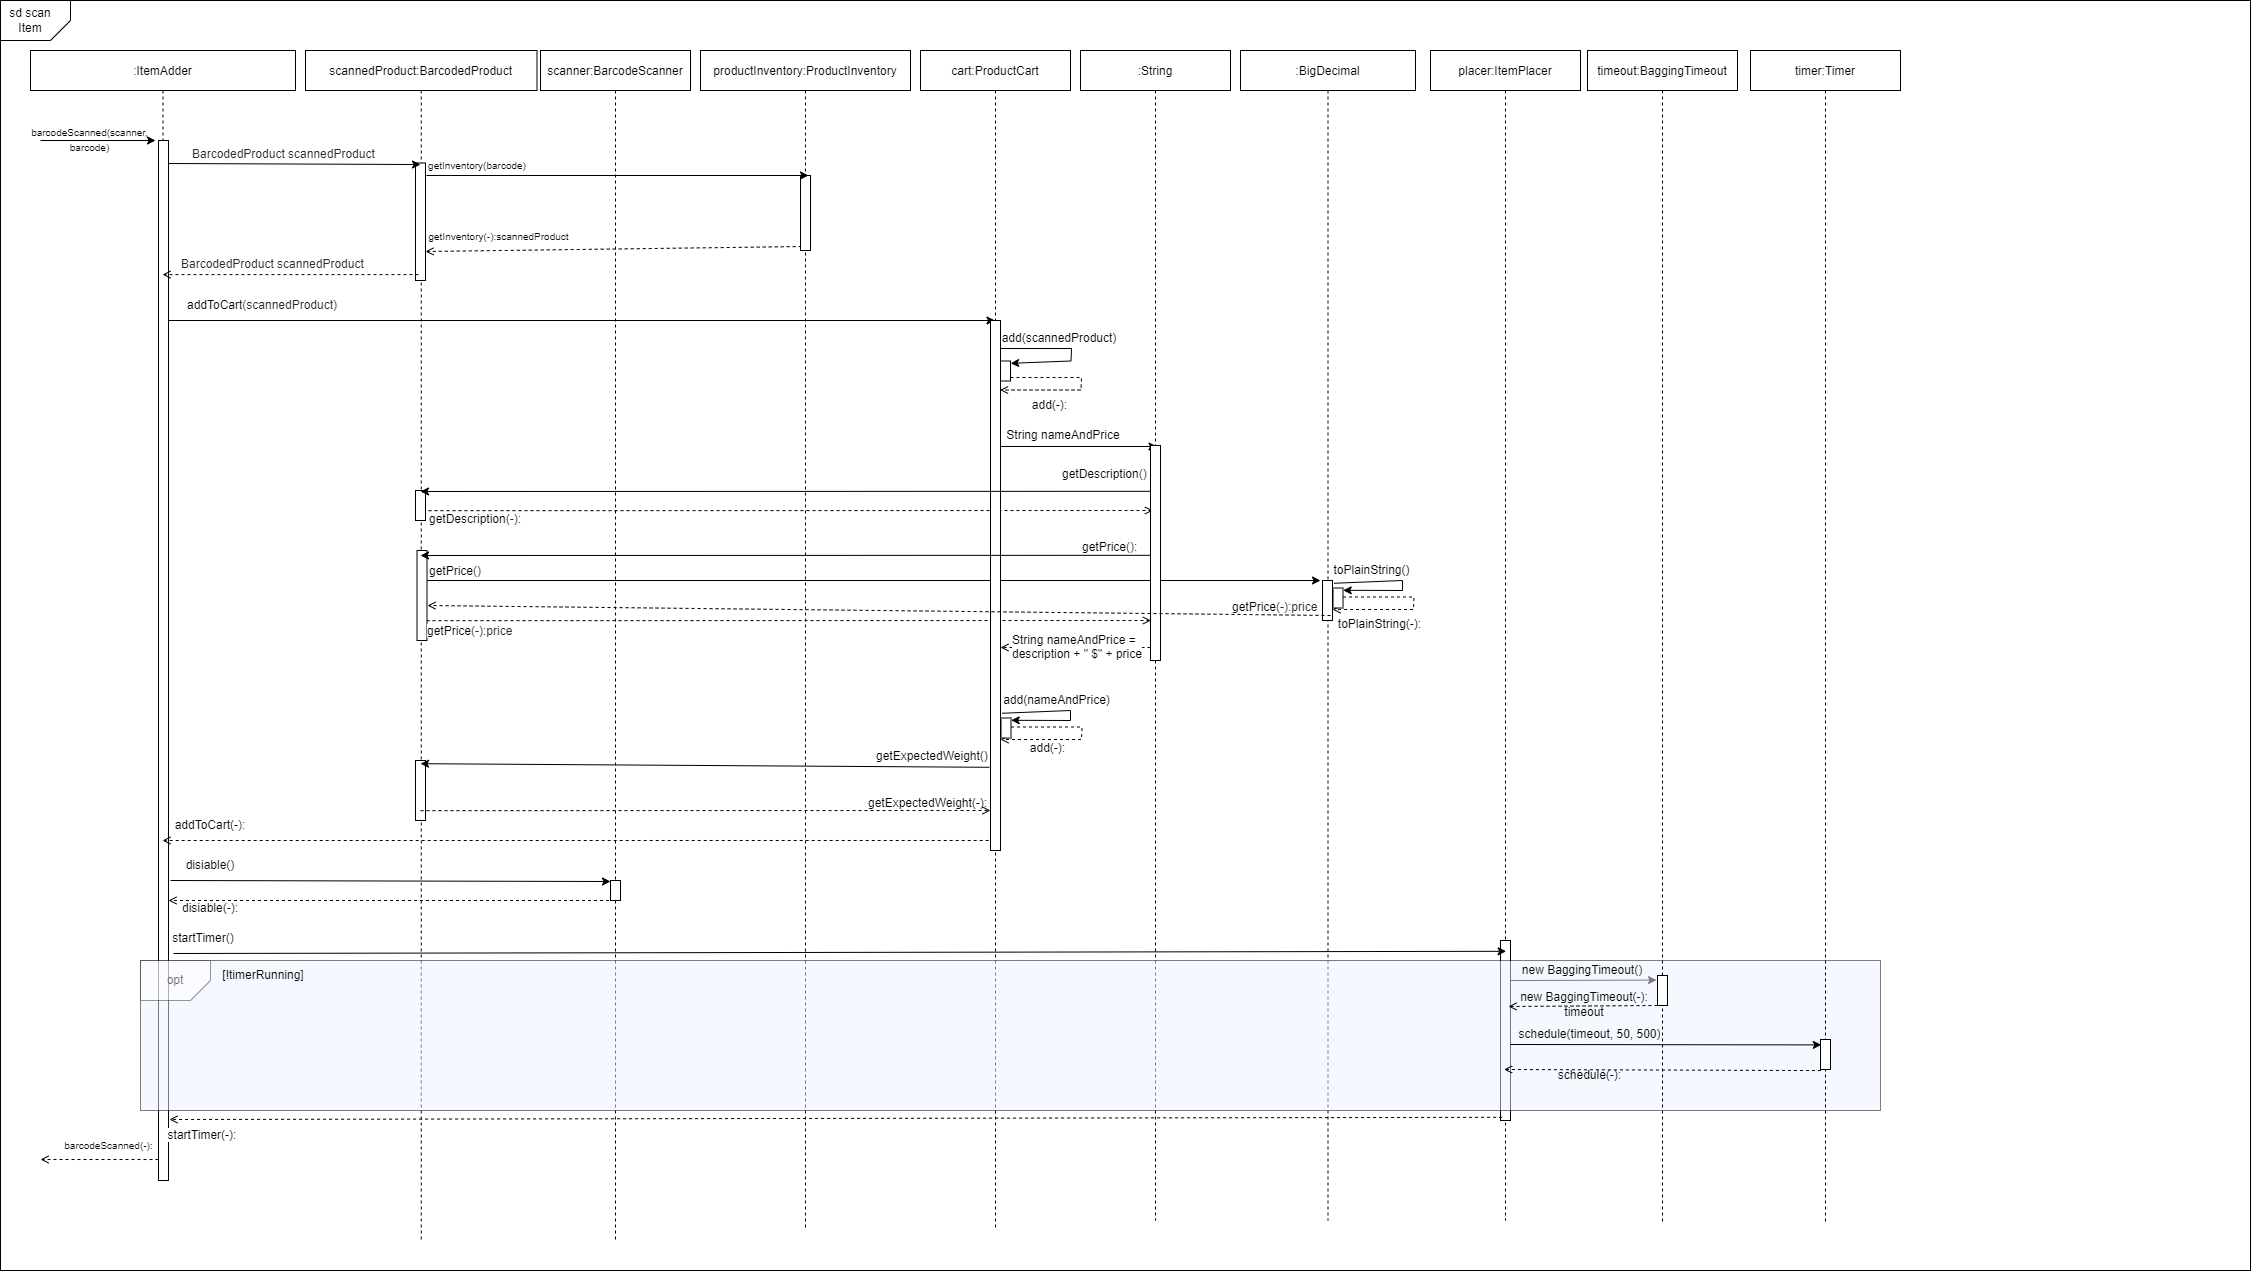 sd scan
Item
:ItemAdder
scannedProduct:BarcodedProduct
scanner:BarcodeScanner
productInventory:ProductInventory
cart:ProductCart
:String
:BigDecimal
placer:ItemPlacer
timeout:BaggingTimeout
timer:Timer
barcodeScanned(scanner,
barcode)
BarcodedProduct scannedProduct
getInventory(barcode)
getInventory(-):scannedProduct
BarcodedProduct scannedProduct
addToCart(scannedProduct)
add(scannedProduct)
add(-):
String nameAndPrice
getDescription()
getDescription(-):
getPrice():
getPrice()
toPlainString()
getPrice(-):price
toPlainString(-):
getPrice(-):price
String nameAndPrice =
description + " $" + price
add(nameAndPrice)
add(-):
getExpectedWeight()
getExpectedWeight(-):
addToCart(-):
disiable()
disiable(-):
startTimer()
opt
[!timerRunning]
new BaggingTimeout()
new BaggingTimeout(-):
timeout
schedule(timeout, 50, 500)
schedule(-):
startTimer(-):
barcodeScanned(-):